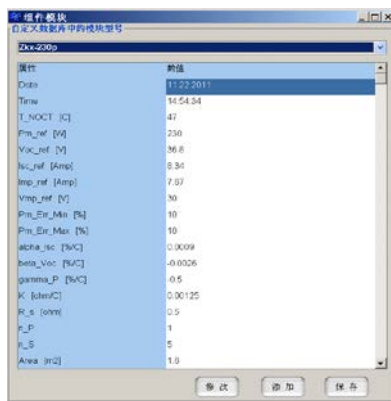 组件模块
自定义数据库中的模块型号
Zkx-230p
属性 数值
Date 11.22.2011
Time 14:54:34
T_NOCT [C] 47
Pm_ref [W] 230
Voc_ref [V] 36.8
Isc_ref [Amp] 8.34
Imp_ref [Amp] 7.67
Vmp_ref [V] 30
Pm_Err_Min [%] 10
Pm_Err_Max [%] 10
alpha_Isc [%/C] 0.0009
beta_Voc [%/C] -0.0026
gamma_P [%/C] -0.5
K [ohm/C] 0.00125
R_s [ohm] 0.5
n_P 1
n_S 5
Area [m2] 1.6
修改 添加 保存